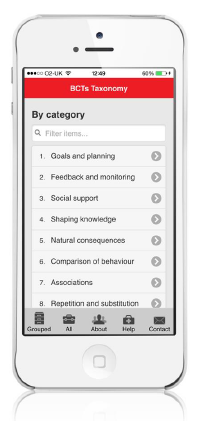 O2-UK 12:49 60%
BCTs Taxonomy
By category
Filter items...
1. Goals and planning
2. Feedback and monitoring
3. Social support
4. Shaping knowledge
5. Natural consequences
6. Comparison of behaviour
7. Associations
8. Repetition and substitution
Grouped All About Help Contact